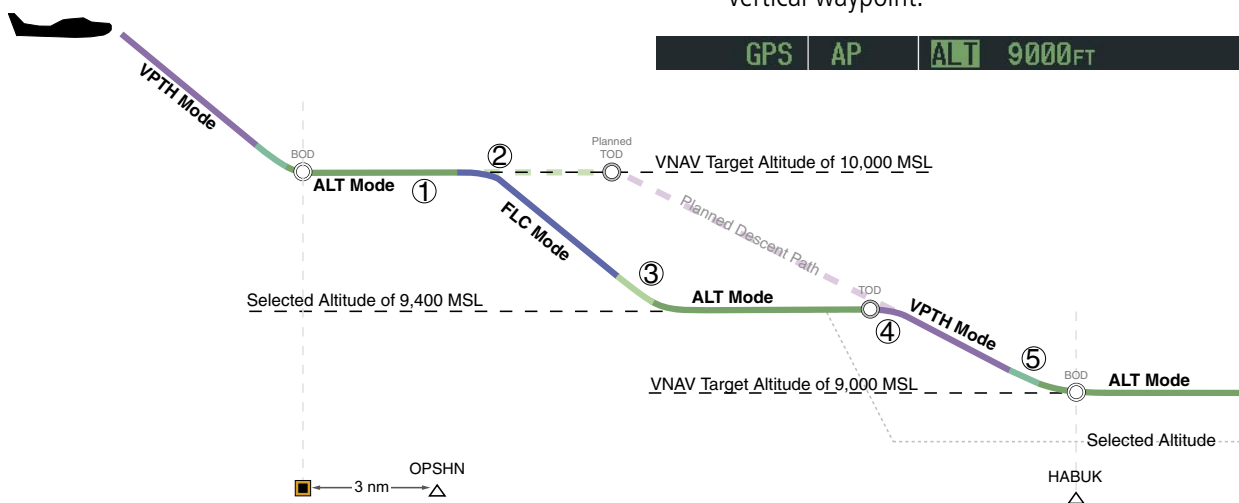 vertical waypoint.
GPS AP ALT 9000FT
VPTH Mode
BOD
ALT Mode
①
②
Planned
TOD
VNAV Target Altitude of 10,000 MSL
FLC Mode
Planned Descent Path
③
Selected Altitude of 9,400 MSL
ALT Mode
TOD
④
VPTH Mode
⑤
VNAV Target Altitude of 9,000 MSL
BOD
ALT Mode
Selected Altitude
3 nm
OPSHN
HABUK